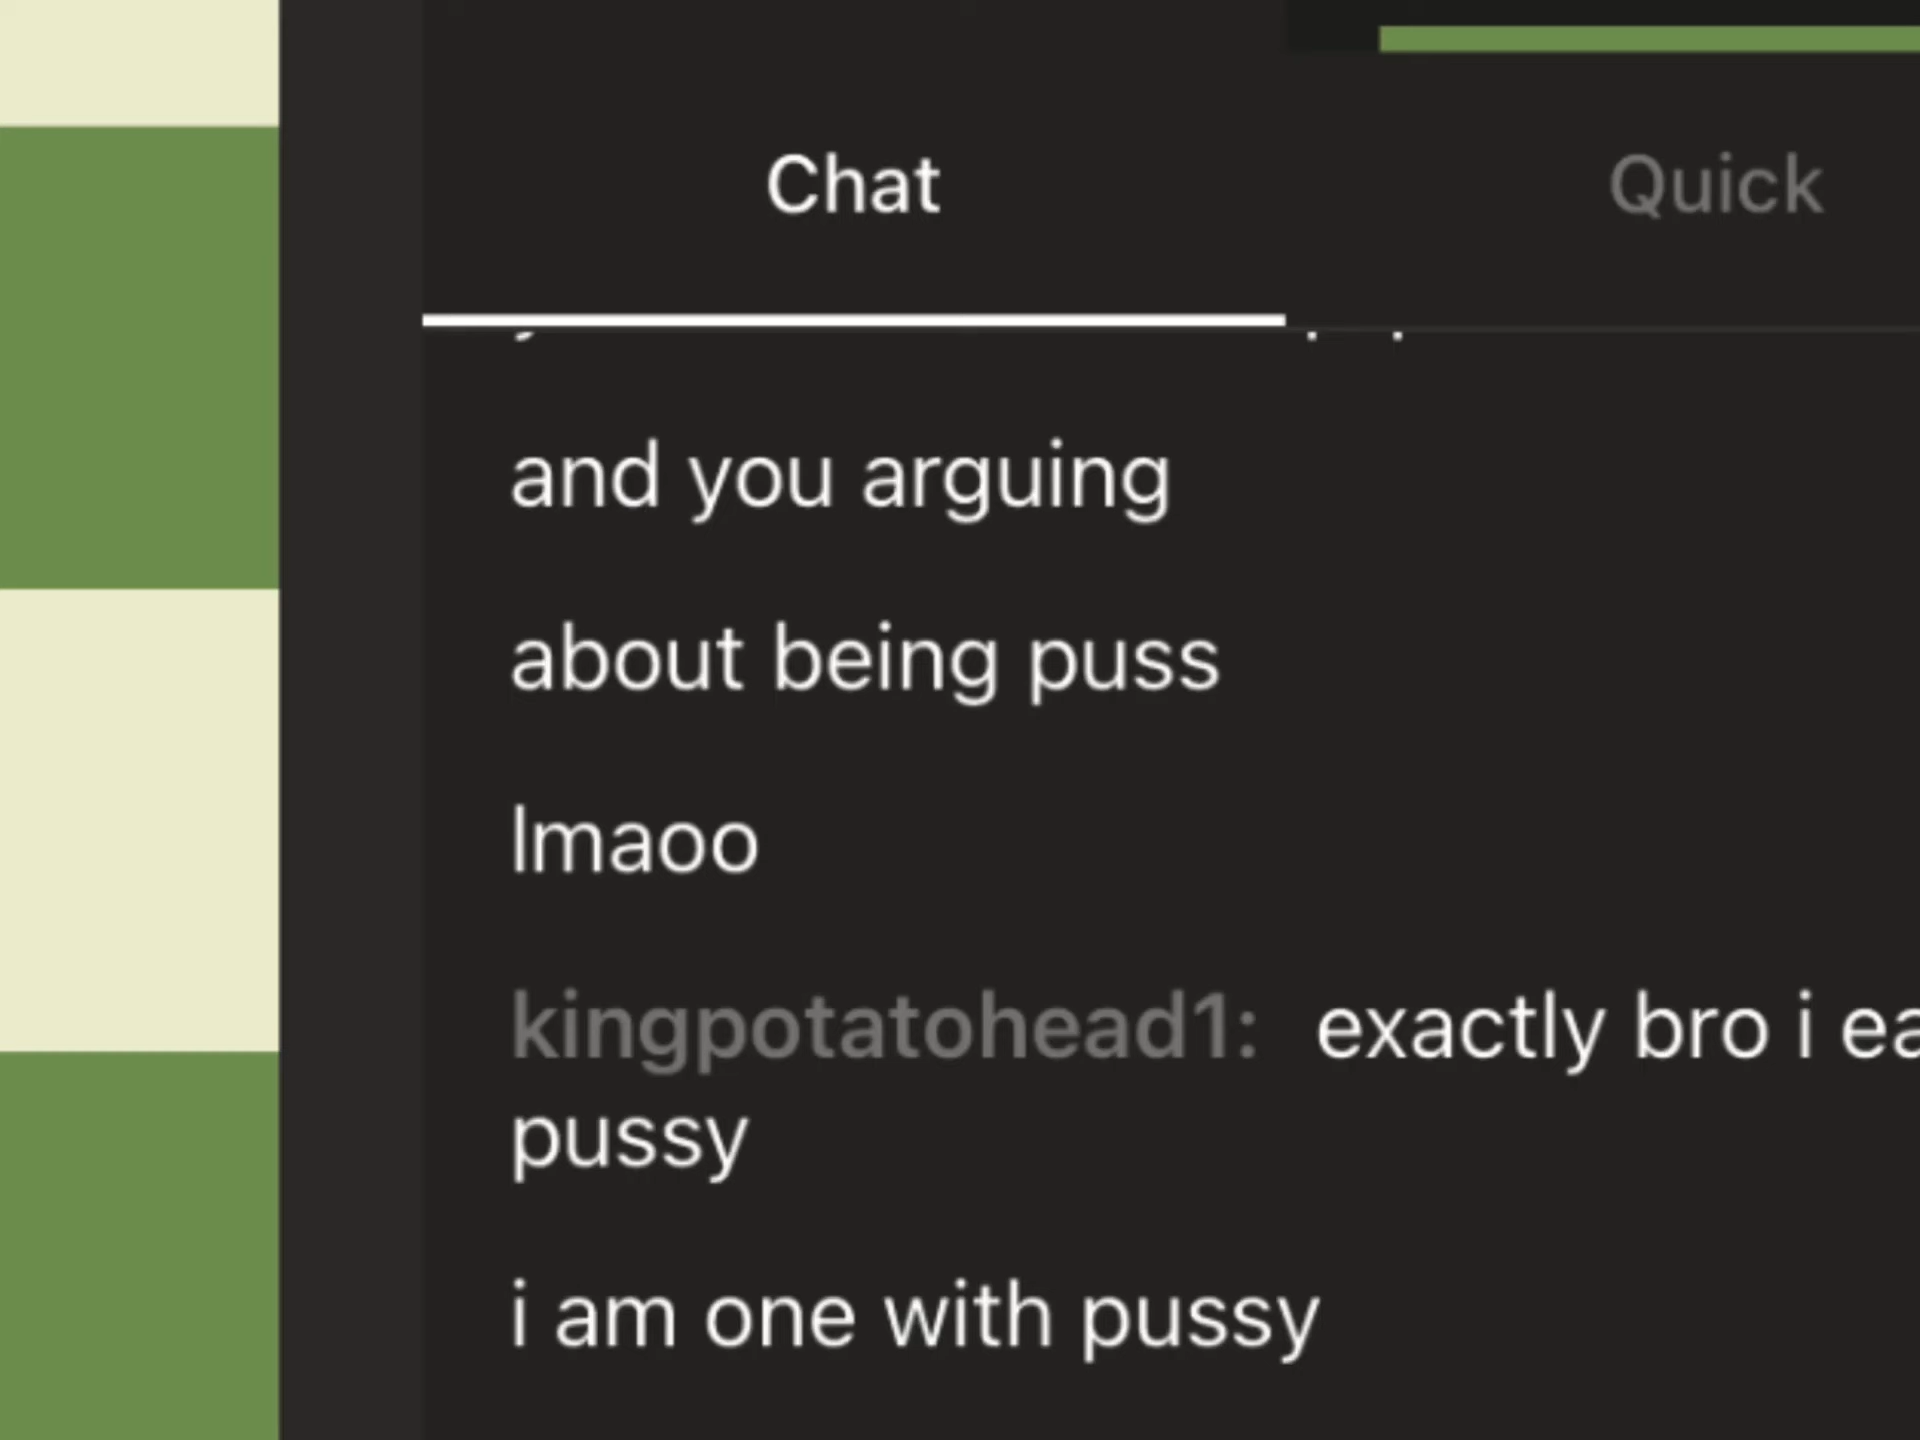 Chat
Quick
and you arguing
about being puss
lmaoo
kingpotatohead1: exactly bro i
pussy
i am one with pussy